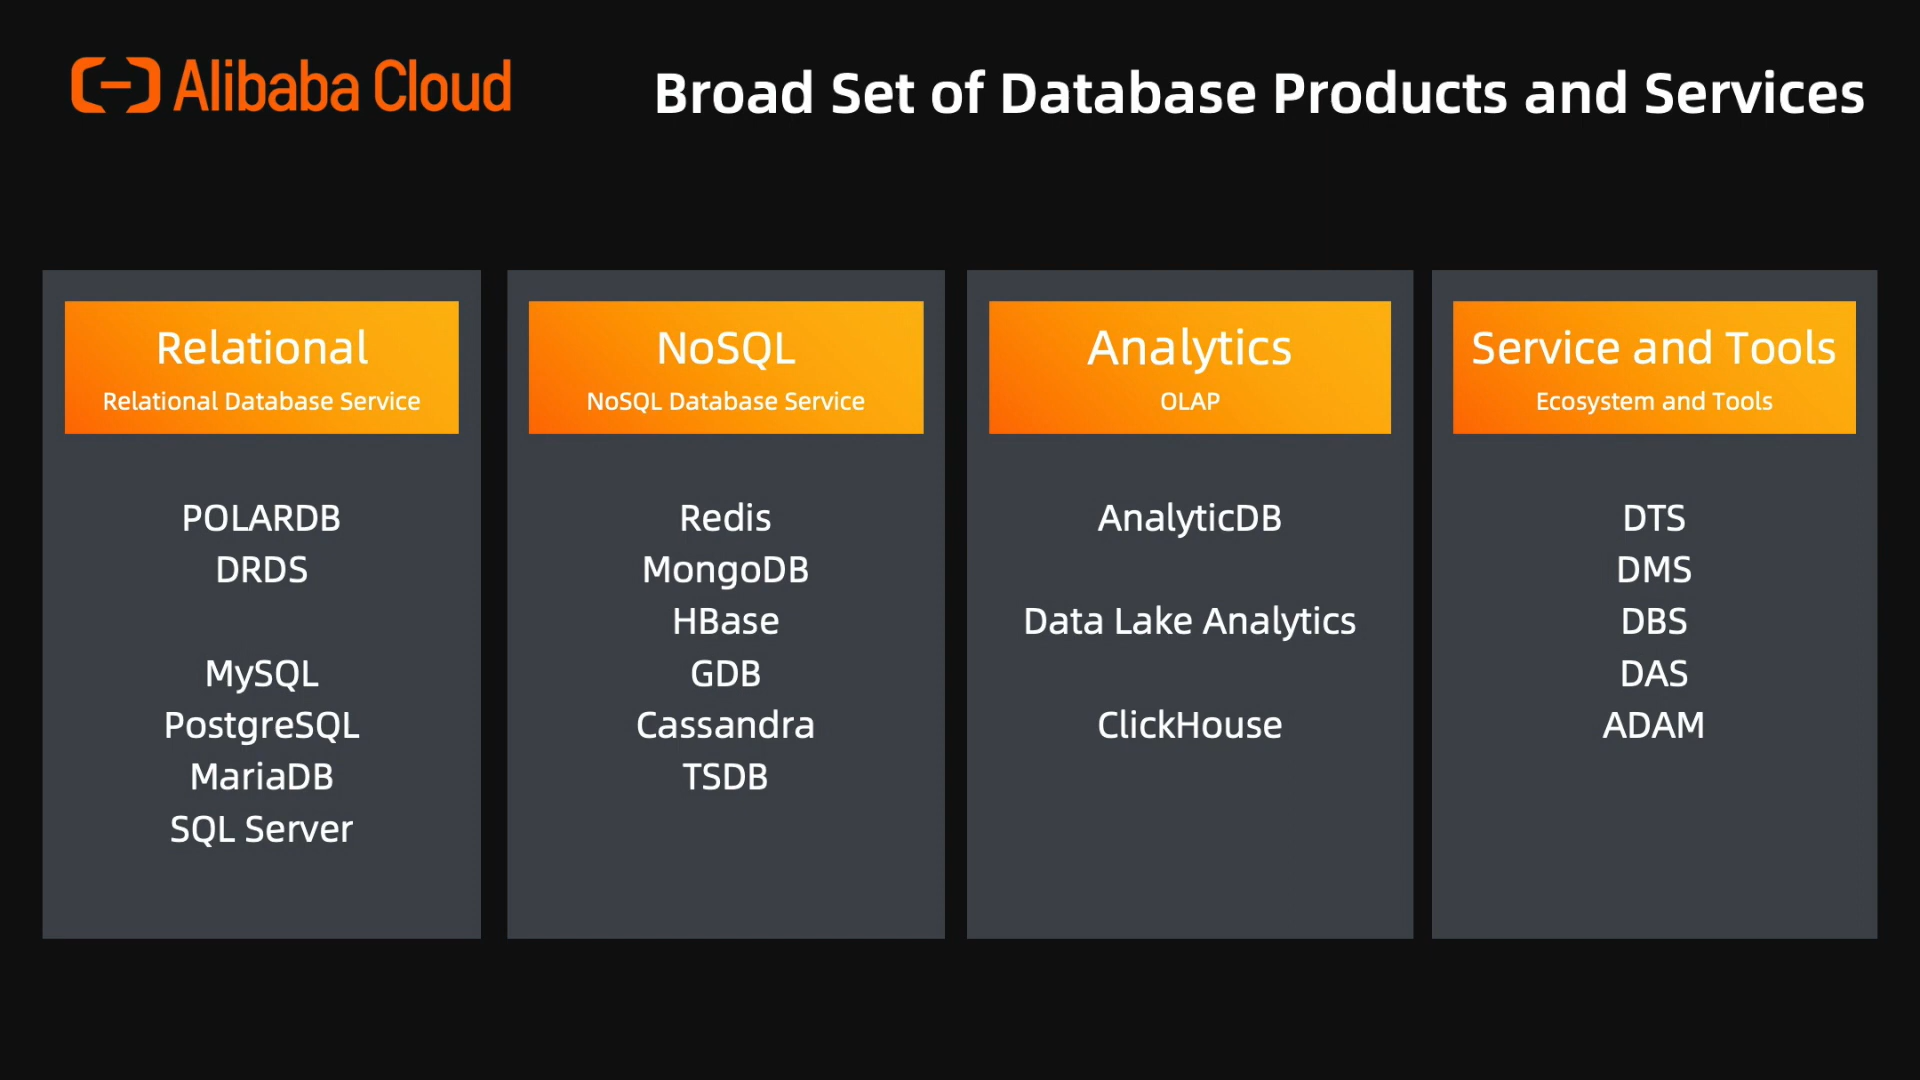 Alibaba Cloud
Broad Set of Database Products and Services
Relational
Relational Database Service
POLARDB
DRDS
MySQL
PostgreSQL
MariaDB
SQL Server
NoSQL
NoSQL Database Service
Redis
MongoDB
HBase
GDB
Cassandra
TSDB
Analytics
OLAP
AnalyticDB
Data Lake Analytics
ClickHouse
Service and Tools
Ecosystem and Tools
DTS
DMS
DBS
DAS
ADAM